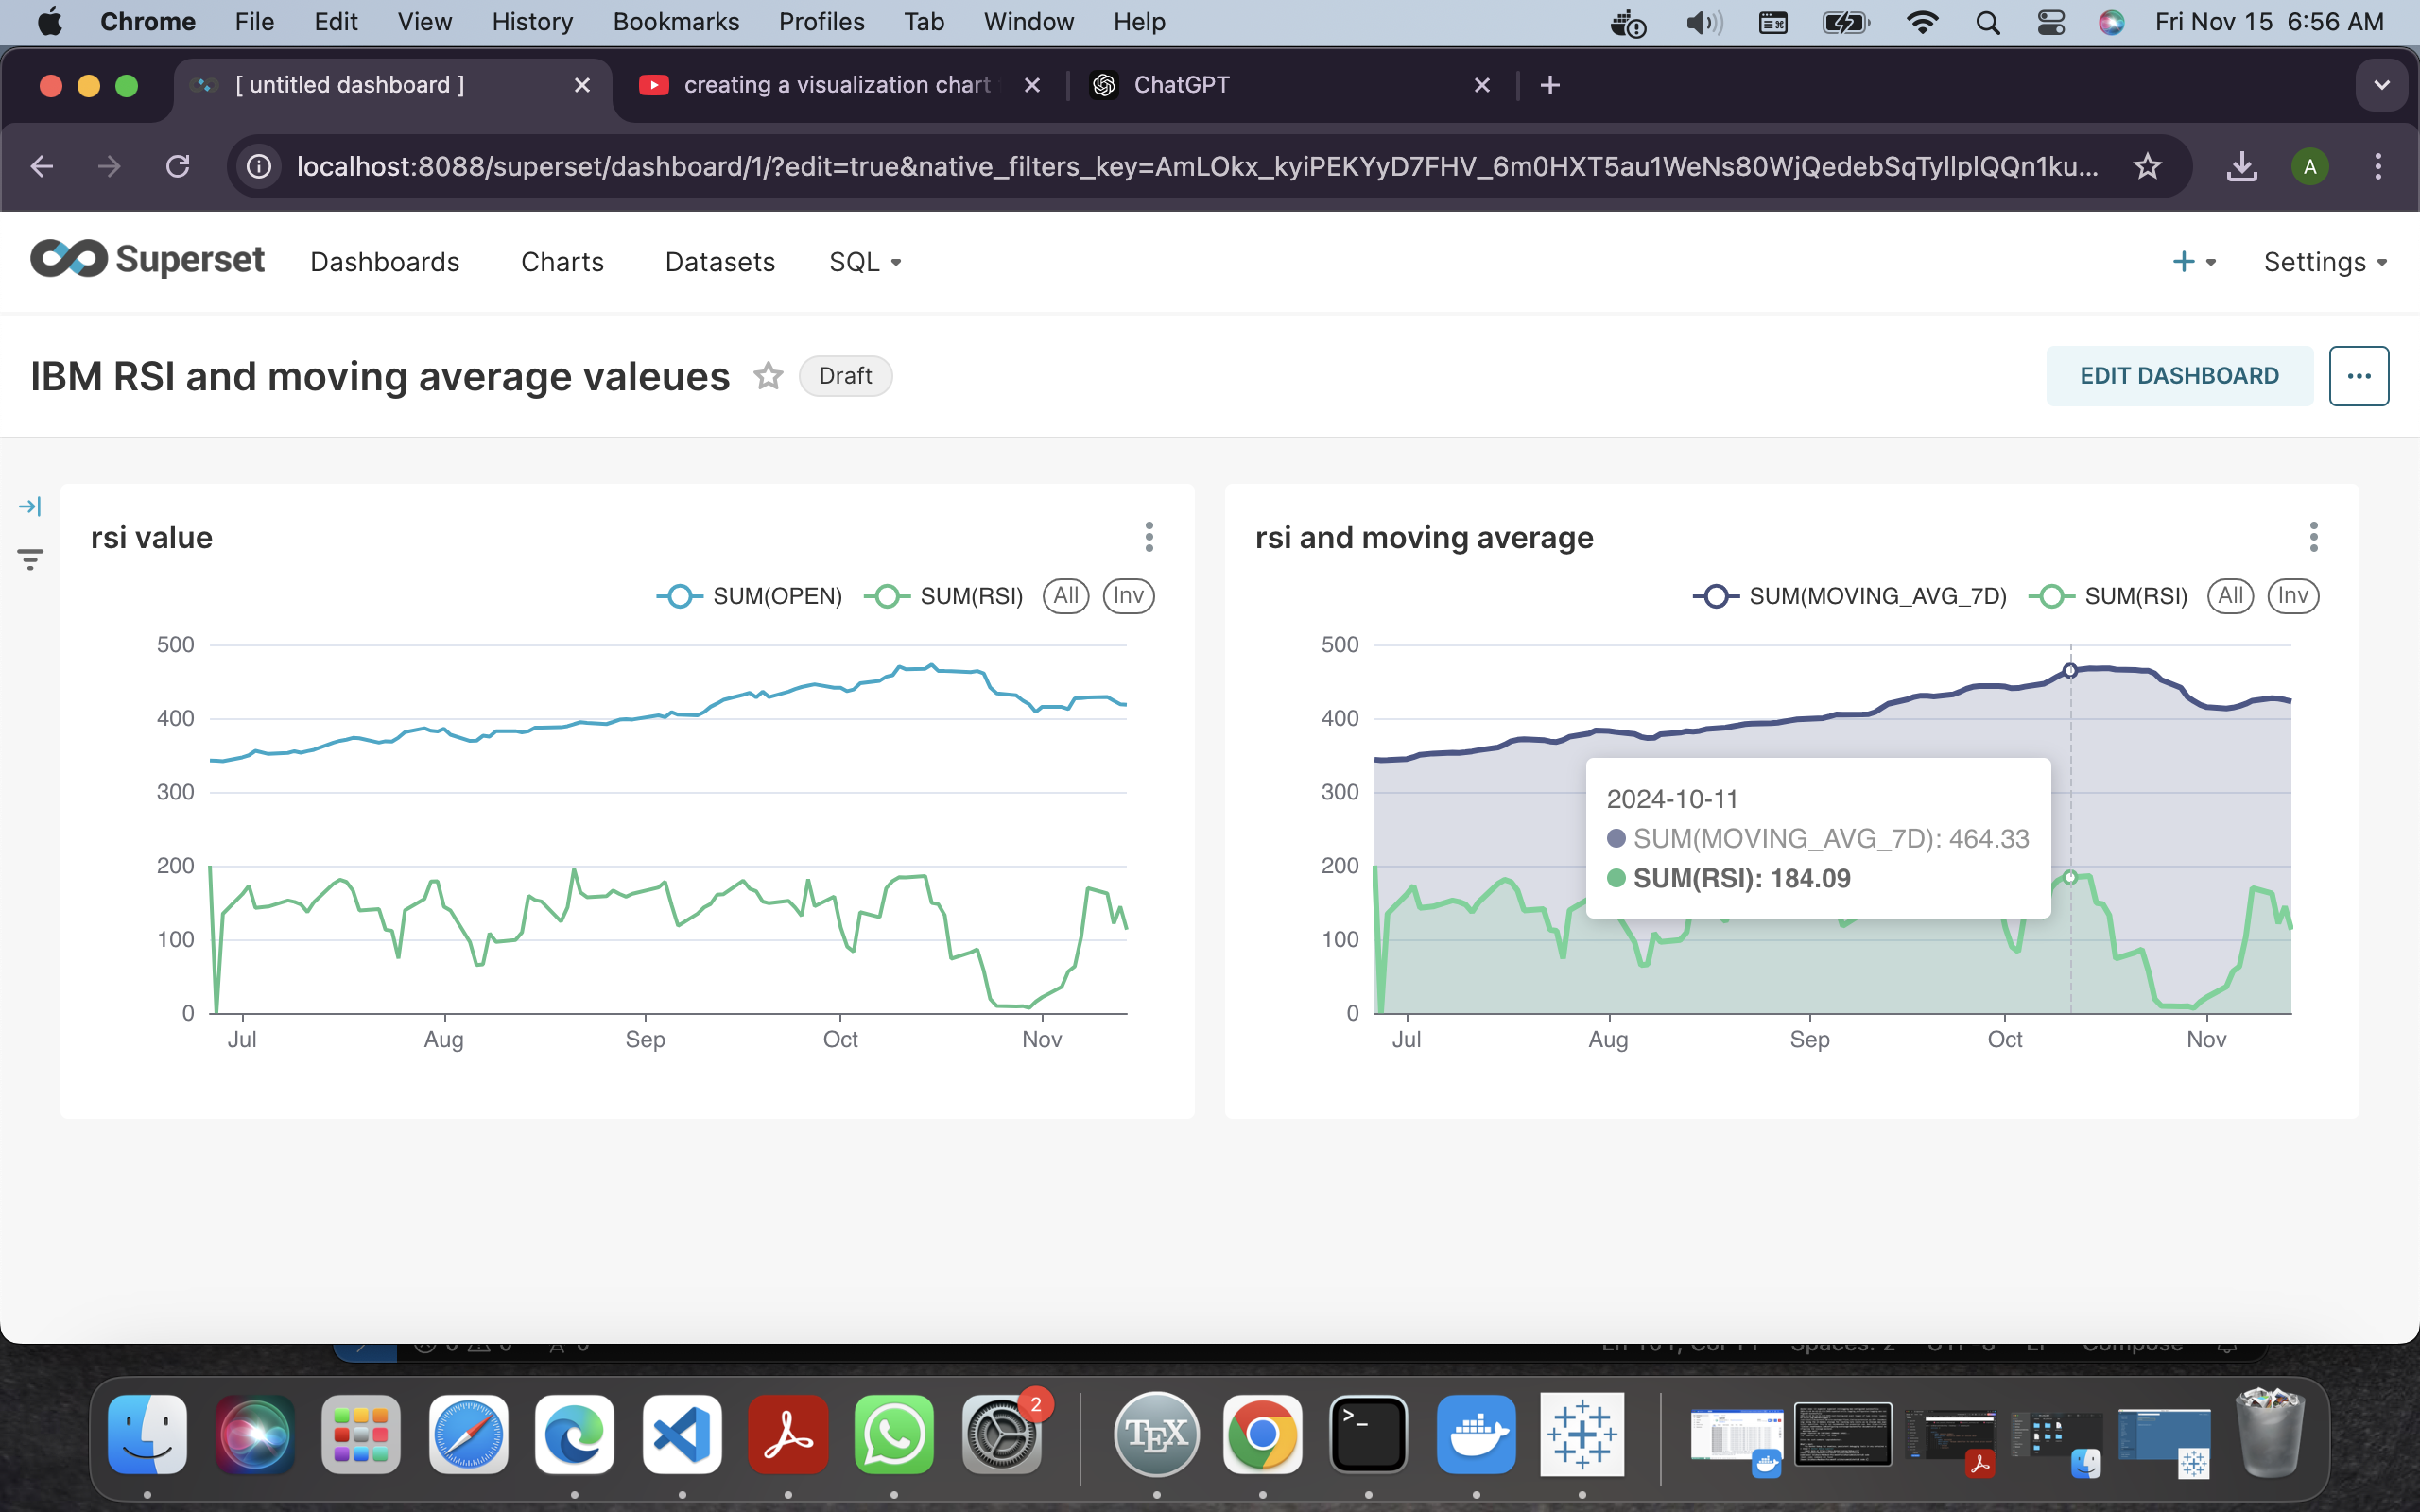 Chrome File Edit View History Bookmarks Profiles Tab Window Help Fri Nov 15 6:56 AM
[ untitled dashboard ] creating a visualization chart ChatGPT
localhost:8088/superset/dashboard/1/?edit=true&native_filters_key=AmLOkx_kyiPEKYyD7FHV_6m0HXT5au1WeNs80WjQedebSqTyllplQQn1ku... A
Superset Dashboards Charts Datasets SQL Settings
IBM RSI and moving average valeues Draft EDIT DASHBOARD
rsi value
SUM(OPEN) SUM(RSI) All Inv
500
400
300
200
100
0
Jul Aug Sep Oct Nov
rsi and moving average
SUM(MOVING_AVG_7D) SUM(RSI) All Inv
500
400
300
200
100
0
2024-10-11
SUM(MOVING_AVG_7D): 464.33
SUM(RSI): 184.09
Jul Aug Sep Oct Nov
2
TEX